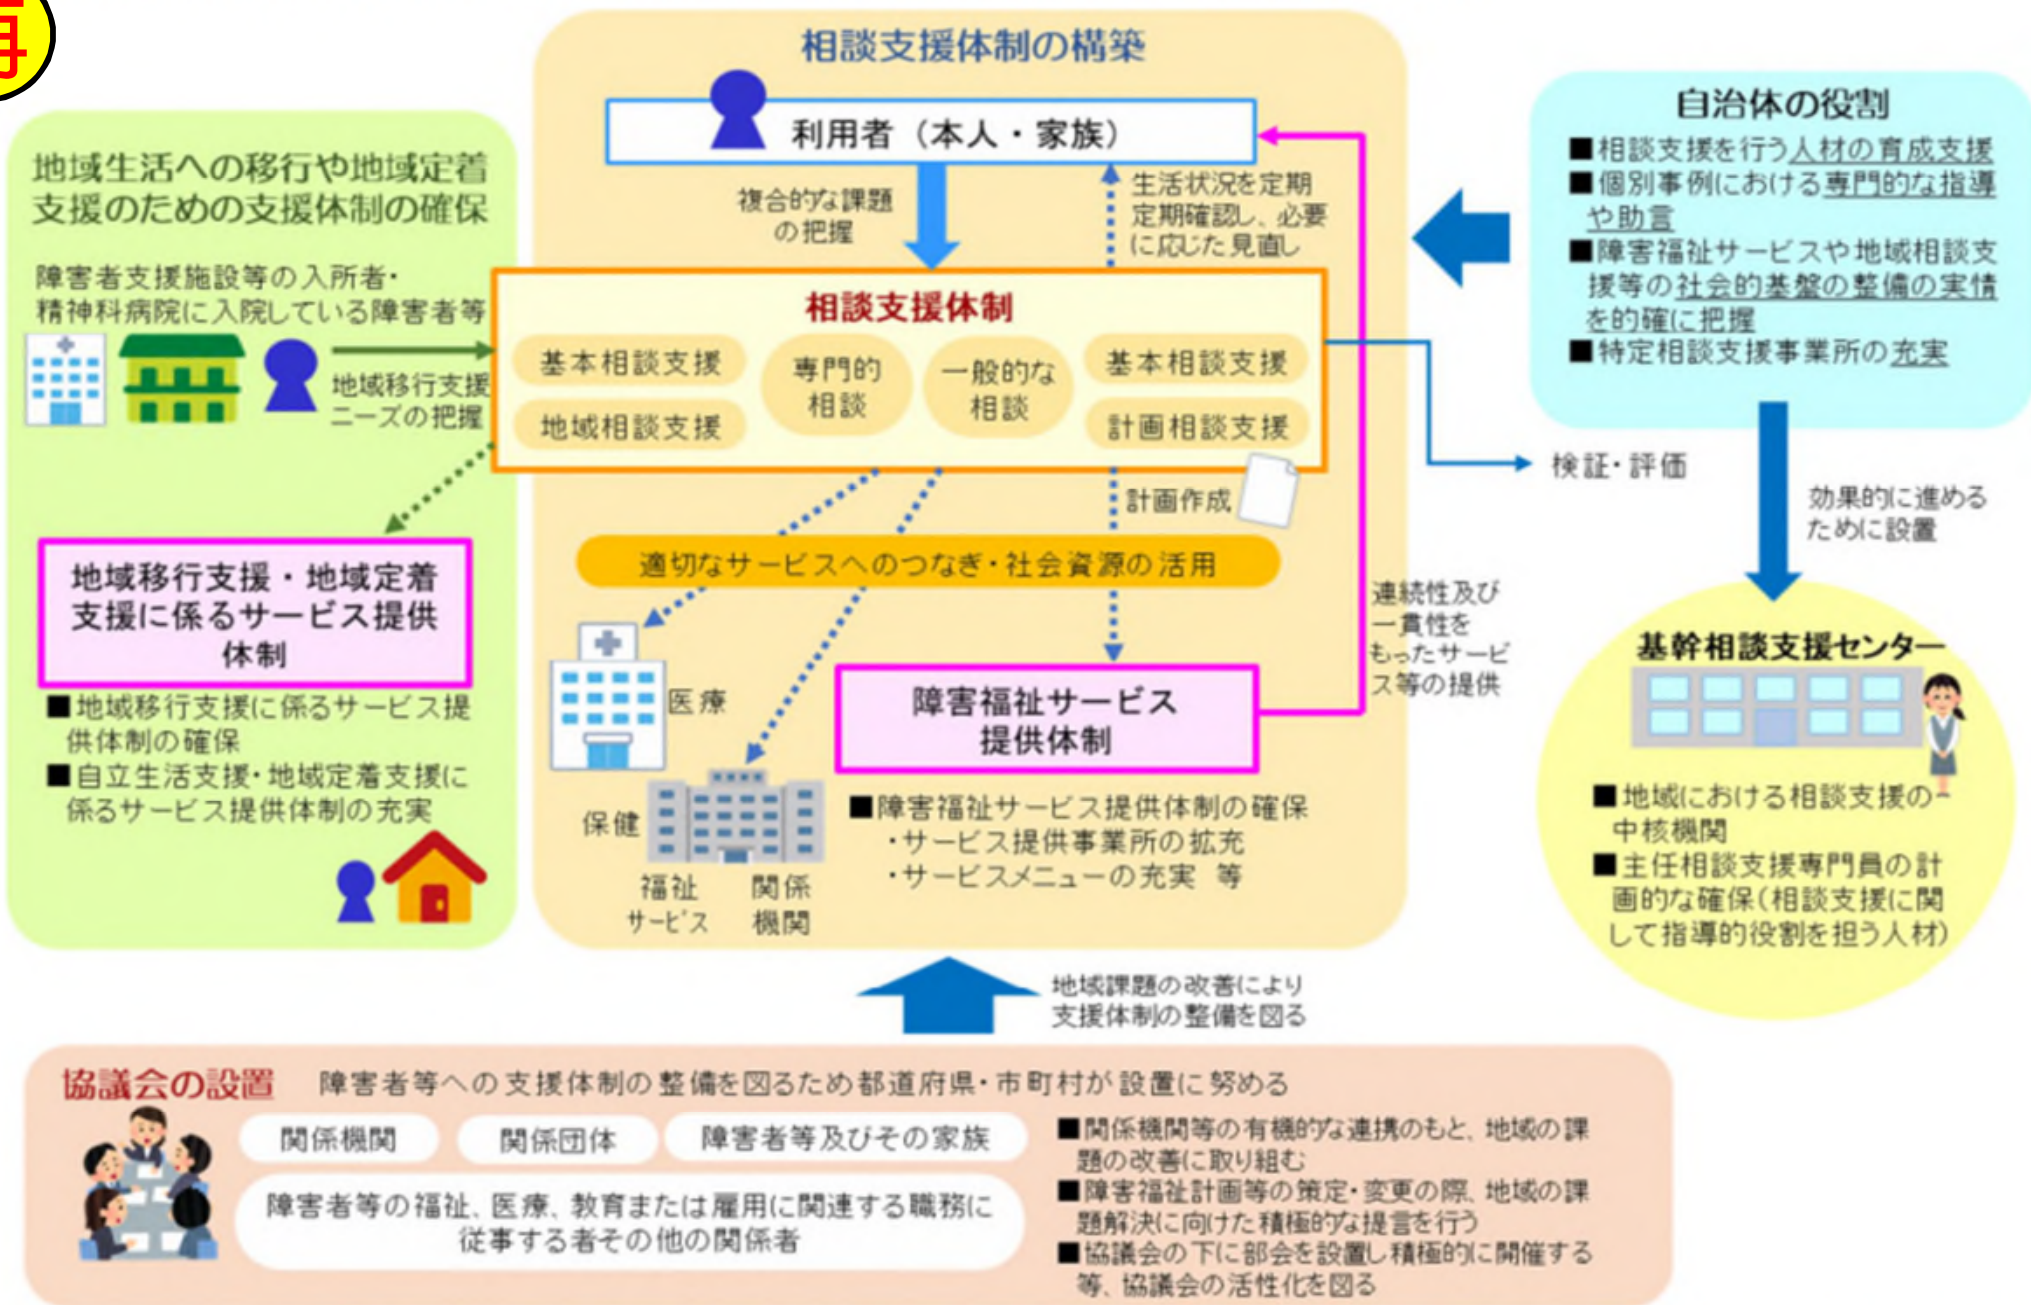 再
相談支援体制の構築
利用者（本人・家族）
複合的な課題
の把握
生活状況を定期
定期確認し、必要
に応じた見直し
地域生活への移行や地域定着
支援のための支援体制の確保
障害者支援施設等の入所者・
精神科病院に入院している障害者等
地域移行支援
ニーズの把握
相談支援体制
基本相談支援
地域相談支援
専門的
相談
一般的な
相談
基本相談支援
計画相談支援
計画作成
適切なサービスへのつなぎ・社会資源の活用
地域移行支援・地域定着
支援に係るサービス提供
体制
■地域移行支援に係るサービス提
供体制の確保
■自立生活支援・地域定着支援に
係るサービス提供体制の充実
医療
保健
福祉
サービス
関係
機関
障害福祉サービス
提供体制
■障害福祉サービス提供体制の確保
・サービス提供事業所の拡充
・サービスメニューの充実 等
連続性及び
一貫性を
もったサービ
ス等の提供
自治体の役割
■相談支援を行う人材の育成支援
■個別事例における専門的な指導
や助言
■障害福祉サービスや地域相談支
援等の社会的基盤の整備の実情
を的確に把握
■特定相談支援事業所の充実
検証・評価
効果的に進める
ために設置
基幹相談支援センター
■地域における相談支援の
中核機関
■主任相談支援専門員の計
画的な確保（相談支援に関
して指導的役割を担う人材）
地域課題の改善により
支援体制の整備を図る
協議会の設置 障害者等への支援体制の整備を図るため都道府県・市町村が設置に努める
関係機関
関係団体
障害者等及びその家族
障害者等の福祉、医療、教育または雇用に関連する職務に
従事する者その他の関係者
■関係機関等の有機的な連携のもと、地域の課
題の改善に取り組む
■障害福祉計画等の策定・変更の際、地域の課
題解決に向けた積極的な提言を行う
■協議会の下に部会を設置し積極的に開催する
等、協議会の活性化を図る